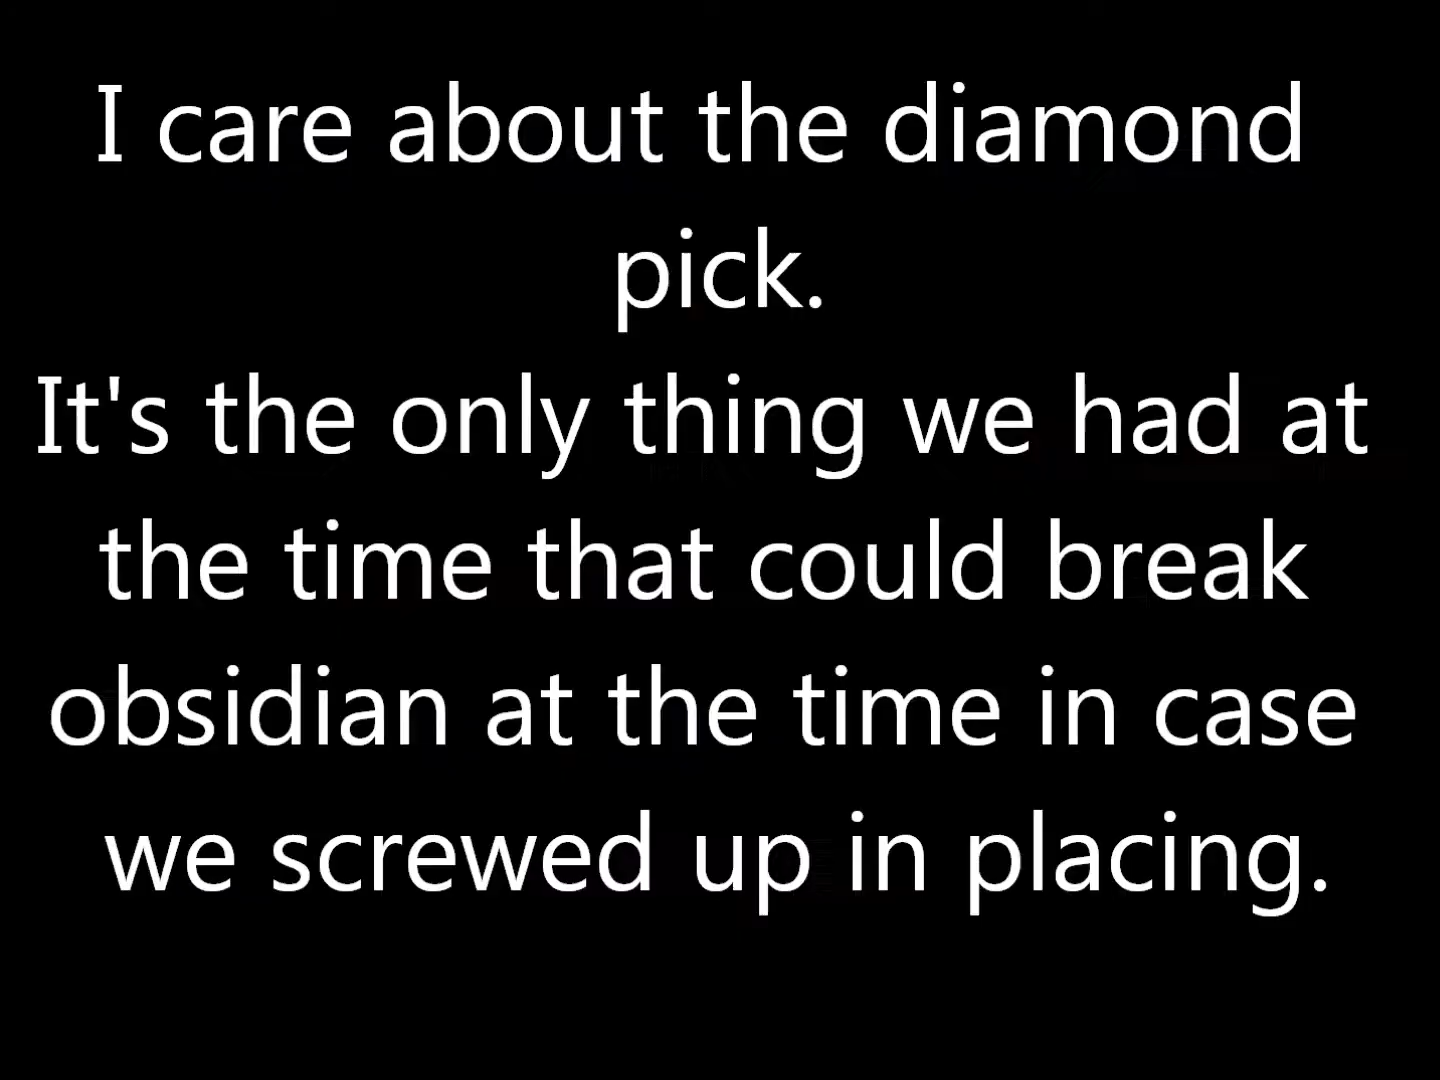 I care about the diamond
pick.
It's the only thing we had at
the time that could break
obsidian at the time in case
we screwed up in placing.